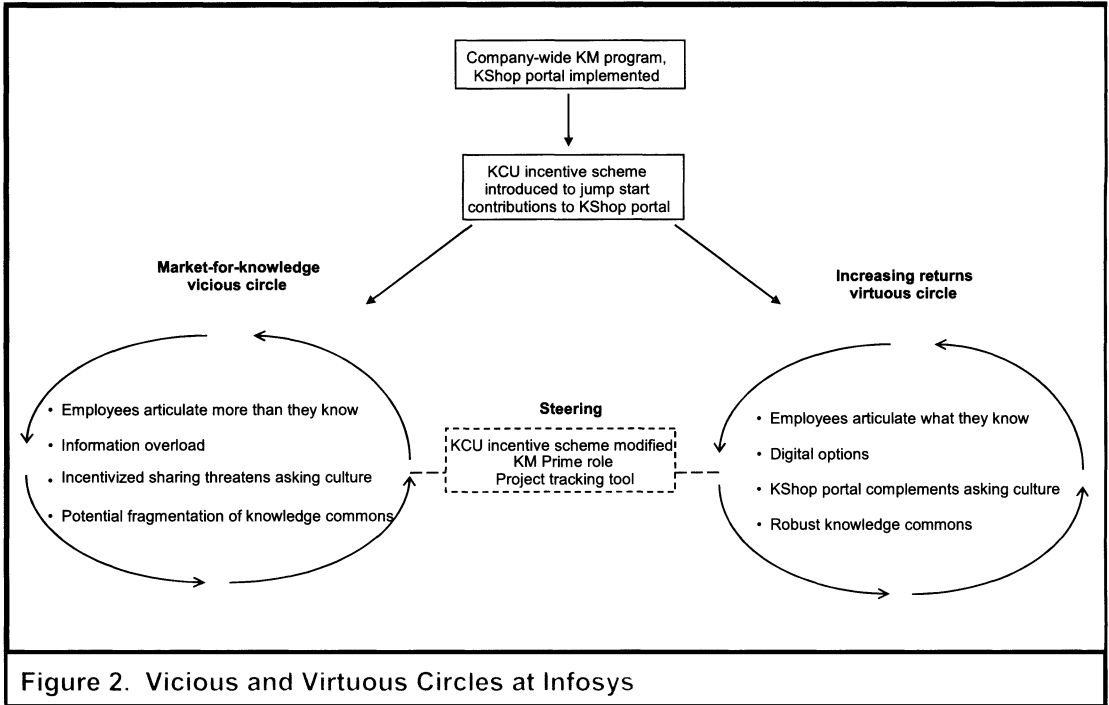 Company-wide KM program,
KShop portal implemented
KCU incentive scheme
introduced to jump start
contributions to KShop portal
Market-for-knowledge
vicious circle
Increasing returns
virtuous circle
• Employees articulate more than they know
• Information overload
• Incentivized sharing threatens asking culture
• Potential fragmentation of knowledge commons
Steering
KCU incentive scheme modified
KM Prime role
Project tracking tool
• Employees articulate what they know
• Digital options
• KShop portal complements asking culture
• Robust knowledge commons
Figure 2. Vicious and Virtuous Circles at Infosys